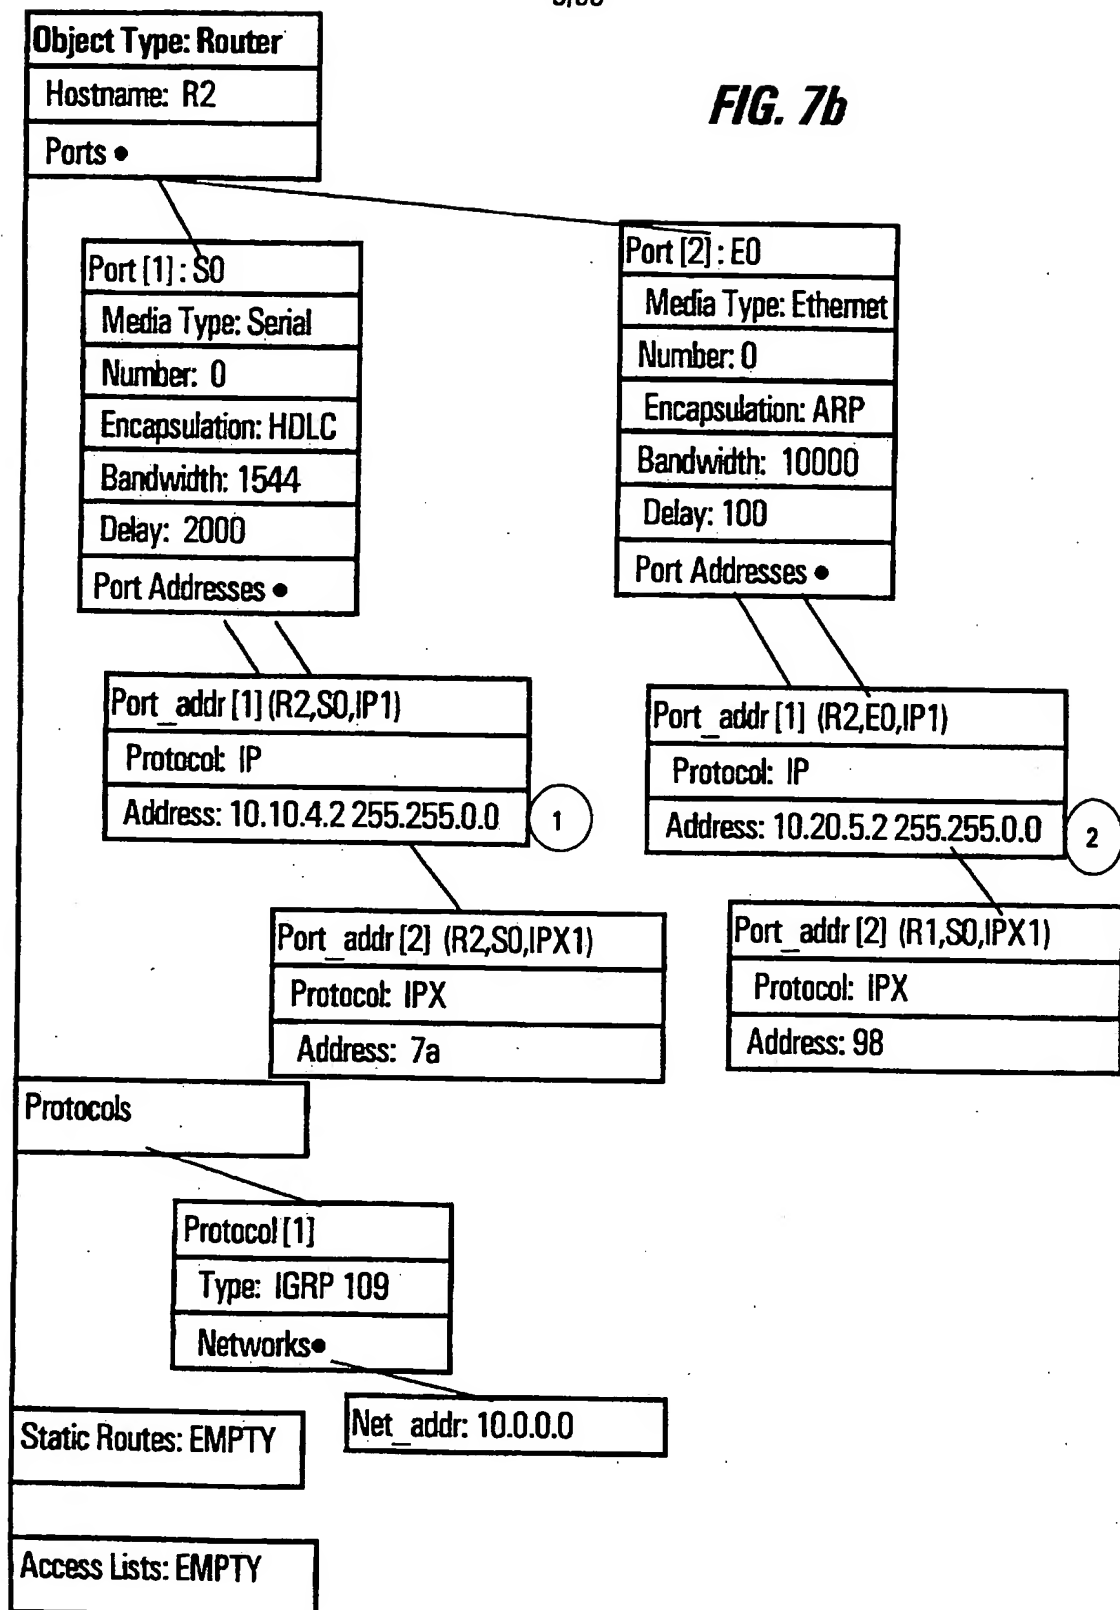 Object Type: Router
Hostname: R2
Ports
FIG. 7b
Port [1] : S0
Media Type: Serial
Number: 0
Encapsulation: HDLC
Bandwidth: 1544
Delay: 2000
Port Addresses
Port [2] : E0
Media Type: Ethernet
Number: 0
Encapsulation: ARP
Bandwidth: 10000
Delay: 100
Port Addresses
Port_addr [1] (R2,S0,IP1)
Protocol: IP
Address: 10.10.4.2 255.255.0.0
1
Port_addr [1] (R2,E0,IP1)
Protocol: IP
Address: 10.20.5.2 255.255.0.0
2
Port_addr [2] (R2,S0,IPX1)
Protocol: IPX
Address: 7a
Port_addr [2] (R1,S0,IPX1)
Protocol: IPX
Address: 98
Protocols
Protocol [1]
Type: IGRP 109
Networks
Net_addr: 10.0.0.0
Static Routes: EMPTY
Access Lists: EMPTY